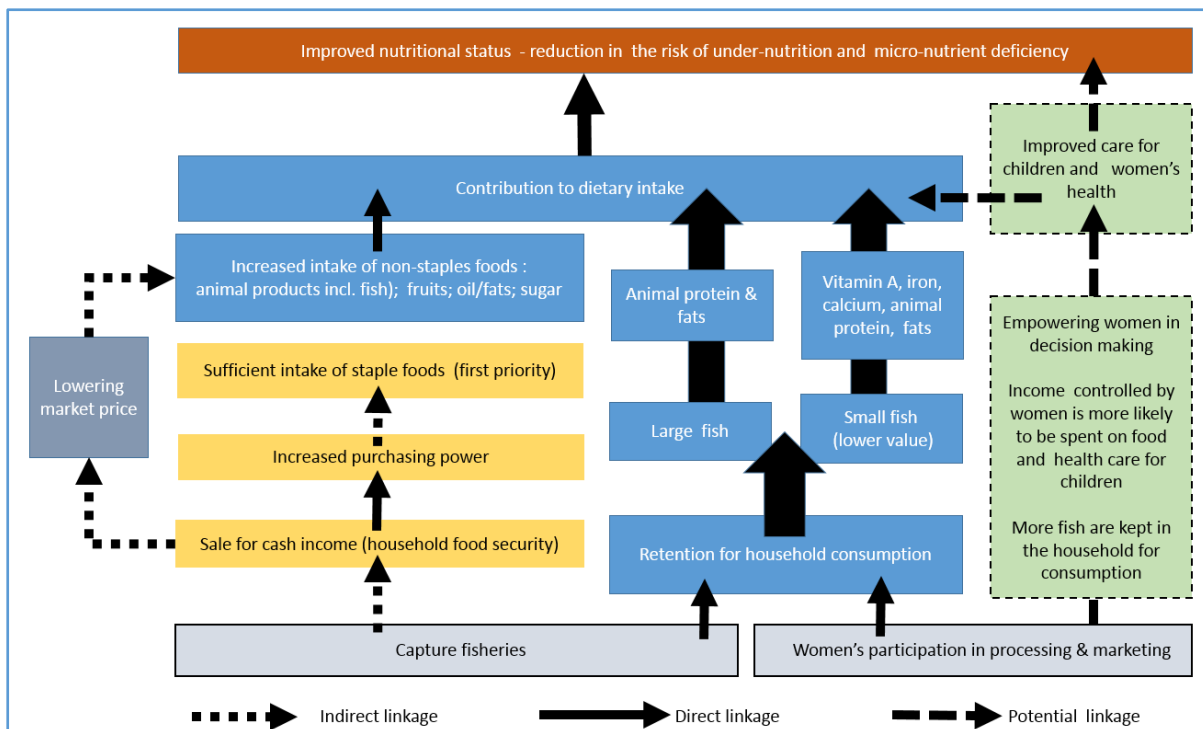 Improved nutritional status - reduction in the risk of under-nutrition and micro-nutrient deficiency
Improved care for
children and women’s
health
Contribution to dietary intake
Increased intake of non-staples foods :
animal products incl. fish); fruits; oil/fats; sugar
Animal protein &
fats
Vitamin A, iron,
calcium, animal
protein, fats
Empowering women in
decision making
Income controlled by
women is more likely
to be spent on food
and health care for
children
More fish are kept in
the household for
consumption
Lowering
market price
Sufficient intake of staple foods (first priority)
Large fish
Small fish
(lower value)
Increased purchasing power
Sale for cash income (household food security)
Retention for household consumption
Capture fisheries
Women’s participation in processing & marketing
Indirect linkage
Direct linkage
Potential linkage